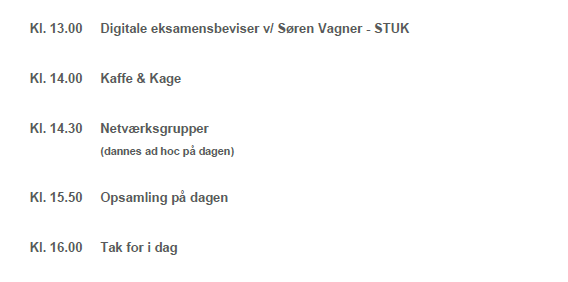 Kl. 13.00 Digitale eksamensbeviser v/ Søren Vagner - STUK
Kl. 14.00 Kaffe & Kage
Kl. 14.30 Netværksgrupper
(dannes ad hoc på dagen)
Kl. 15.50 Opsamling på dagen
Kl. 16.00 Tak for i dag